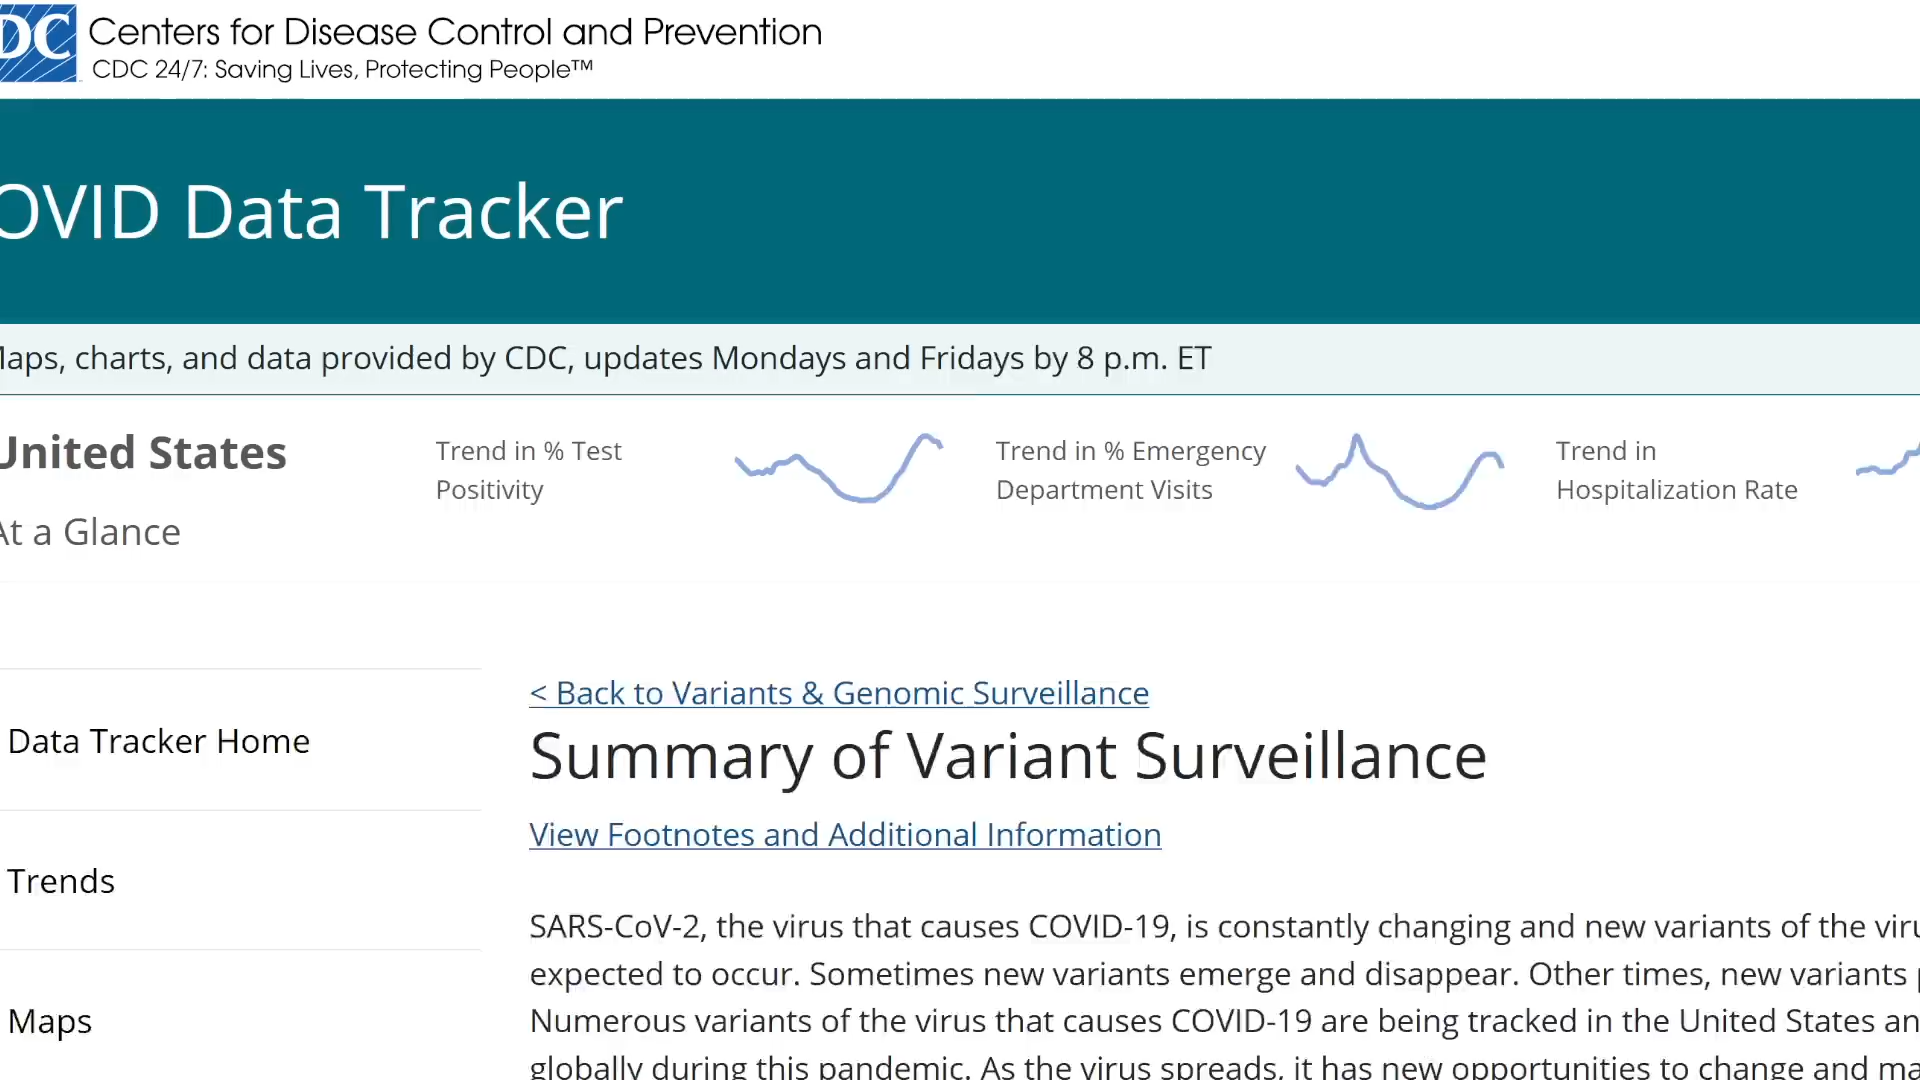 DC Centers for Disease Control and Prevention
CDC 24/7: Saving Lives, Protecting People™
OVID Data Tracker
Maps, charts, and data provided by CDC, updates Mondays and Fridays by 8 p.m. ET
United States
At a Glance
Trend in % Test
Positivity
Trend in % Emergency
Department Visits
Trend in
Hospitalization Rate
Data Tracker Home
Trends
Maps
< Back to Variants & Genomic Surveillance
Summary of Variant Surveillance
View Footnotes and Additional Information
SARS-CoV-2, the virus that causes COVID-19, is constantly changing and new variants of the
expected to occur. Sometimes new variants emerge and disappear. Other times, new variants
Numerous variants of the virus that causes COVID-19 are being tracked in the United States
globally during this pandemic. As the virus spreads, it has new opportunities to change and